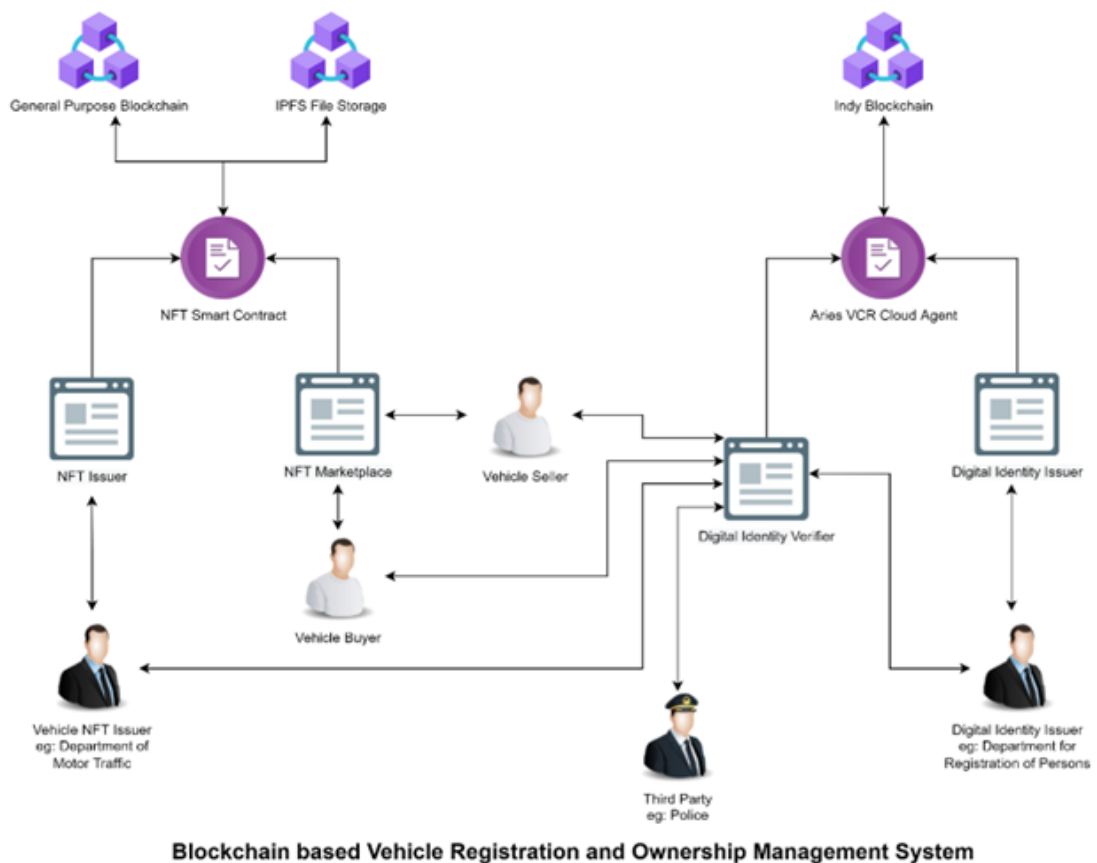 General Purpose Blockchain
IPFS File Storage
Indy Blockchain
NFT Smart Contract
Aries VCR Cloud Agent
NFT Issuer
NFT Marketplace
Vehicle Seller
Digital Identity Verifier
Digital Identity Issuer
Vehicle Buyer
Vehicle NFT Issuer
eg: Department of
Motor Traffic
Third Party
eg: Police
Digital Identity Issuer
eg: Department for
Registration of Persons
Blockchain based Vehicle Registration and Ownership Management System